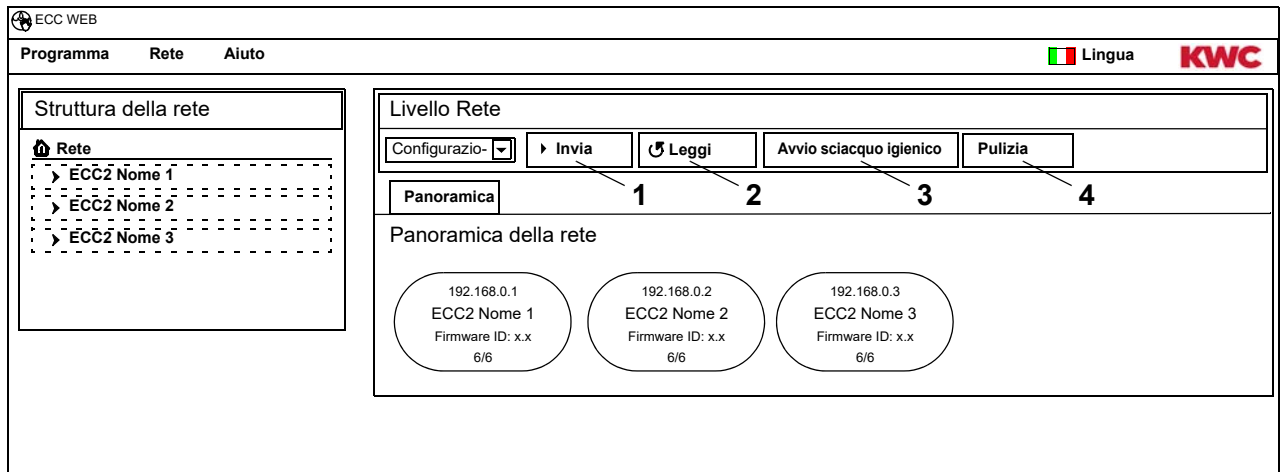 ECC WEB
Programma Rete Aiuto Lingua KWC
Struttura della rete
Rete
ECC2 Nome 1
ECC2 Nome 2
ECC2 Nome 3
Livello Rete
Configurazio- Invia Leggi Avvio sciacquo igienico Pulizia
1 2 3 4
Panoramica
Panoramica della rete
192.168.0.1
ECC2 Nome 1
Firmware ID: x.x
6/6
192.168.0.2
ECC2 Nome 2
Firmware ID: x.x
6/6
192.168.0.3
ECC2 Nome 3
Firmware ID: x.x
6/6